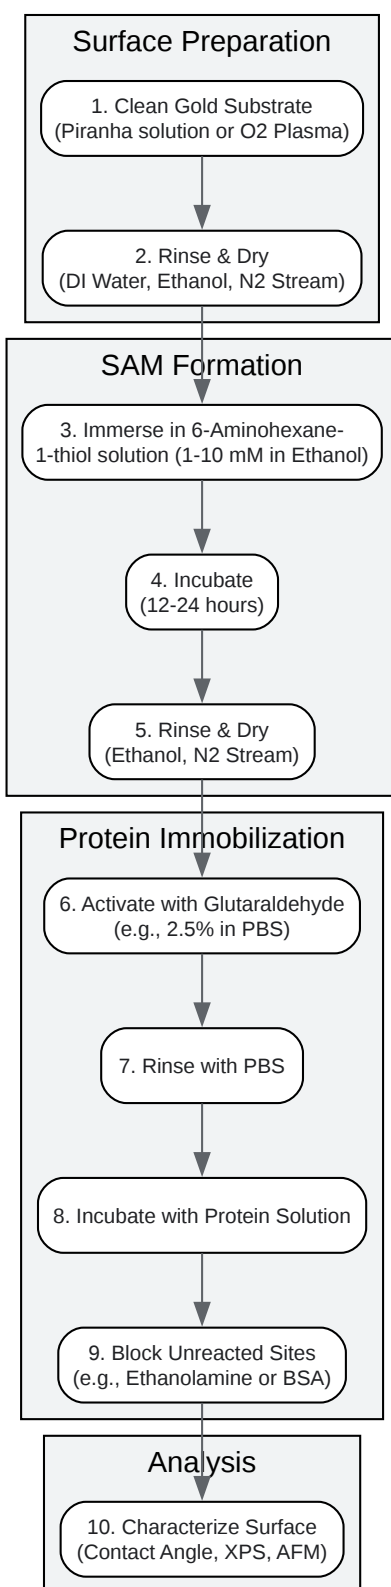 Surface Preparation
1. Clean Gold Substrate
(Piranha solution or O2 Plasma)
2. Rinse & Dry
(DI Water, Ethanol, N2 Stream)
SAM Formation
3. Immerse in 6-Aminohexane-
1-thiol solution (1-10 mM in Ethanol)
4. Incubate
(12-24 hours)
5. Rinse & Dry
(Ethanol, N2 Stream)
Protein Immobilization
6. Activate with Glutaraldehyde
(e.g., 2.5% in PBS)
7. Rinse with PBS
8. Incubate with Protein Solution
9. Block Unreacted Sites
(e.g., Ethanolamine or BSA)
Analysis
10. Characterize Surface
(Contact Angle, XPS, AFM)